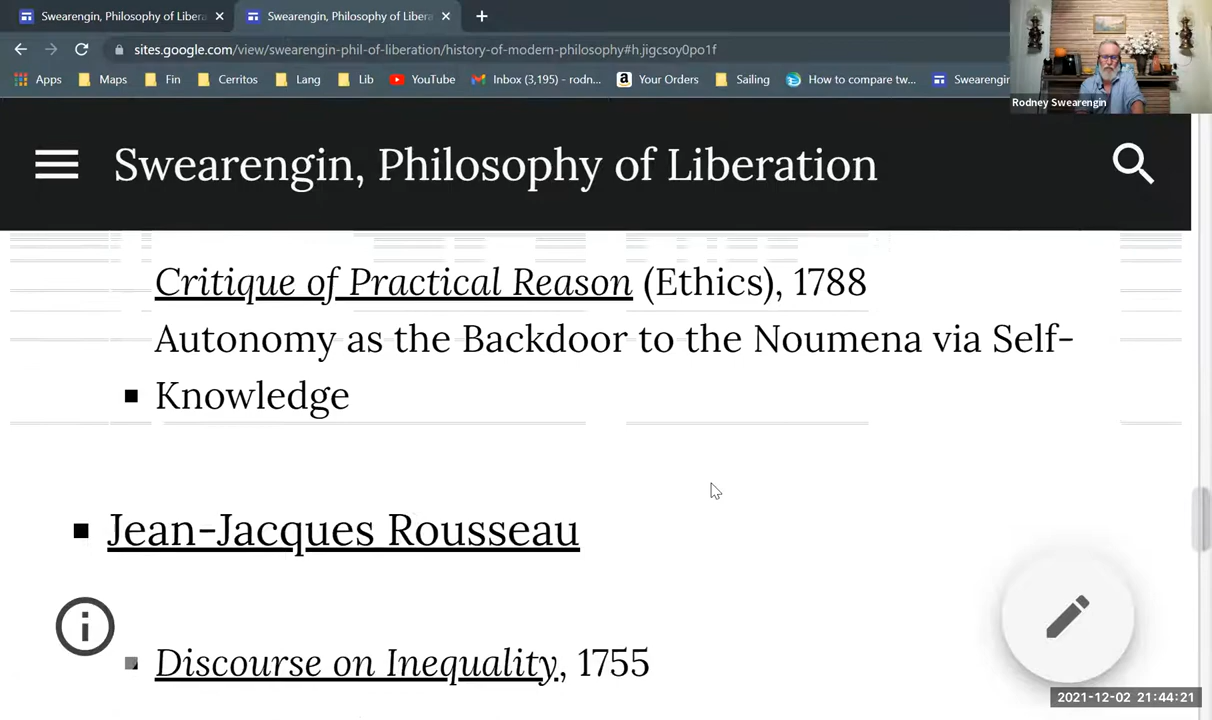 Swearengin, Philosophy of Libera
Swearengin, Philosophy of Libera
sites.google.com/view/swearengin-phil-of-liberation/history-of-modern-philosophy#h.jigcsoy0po1f
Apps Maps Fin Cerritos Lang Lib YouTube Inbox (3,195) - rodn... Your Orders Sailing How to compare tw... Swearengin
Rodney Swearengin
Swearengin, Philosophy of Liberation
Critique of Practical Reason (Ethics), 1788
Autonomy as the Backdoor to the Noumena via Self-
Knowledge
Jean-Jacques Rousseau
Discourse on Inequality, 1755
2021-12-02 21:44:21